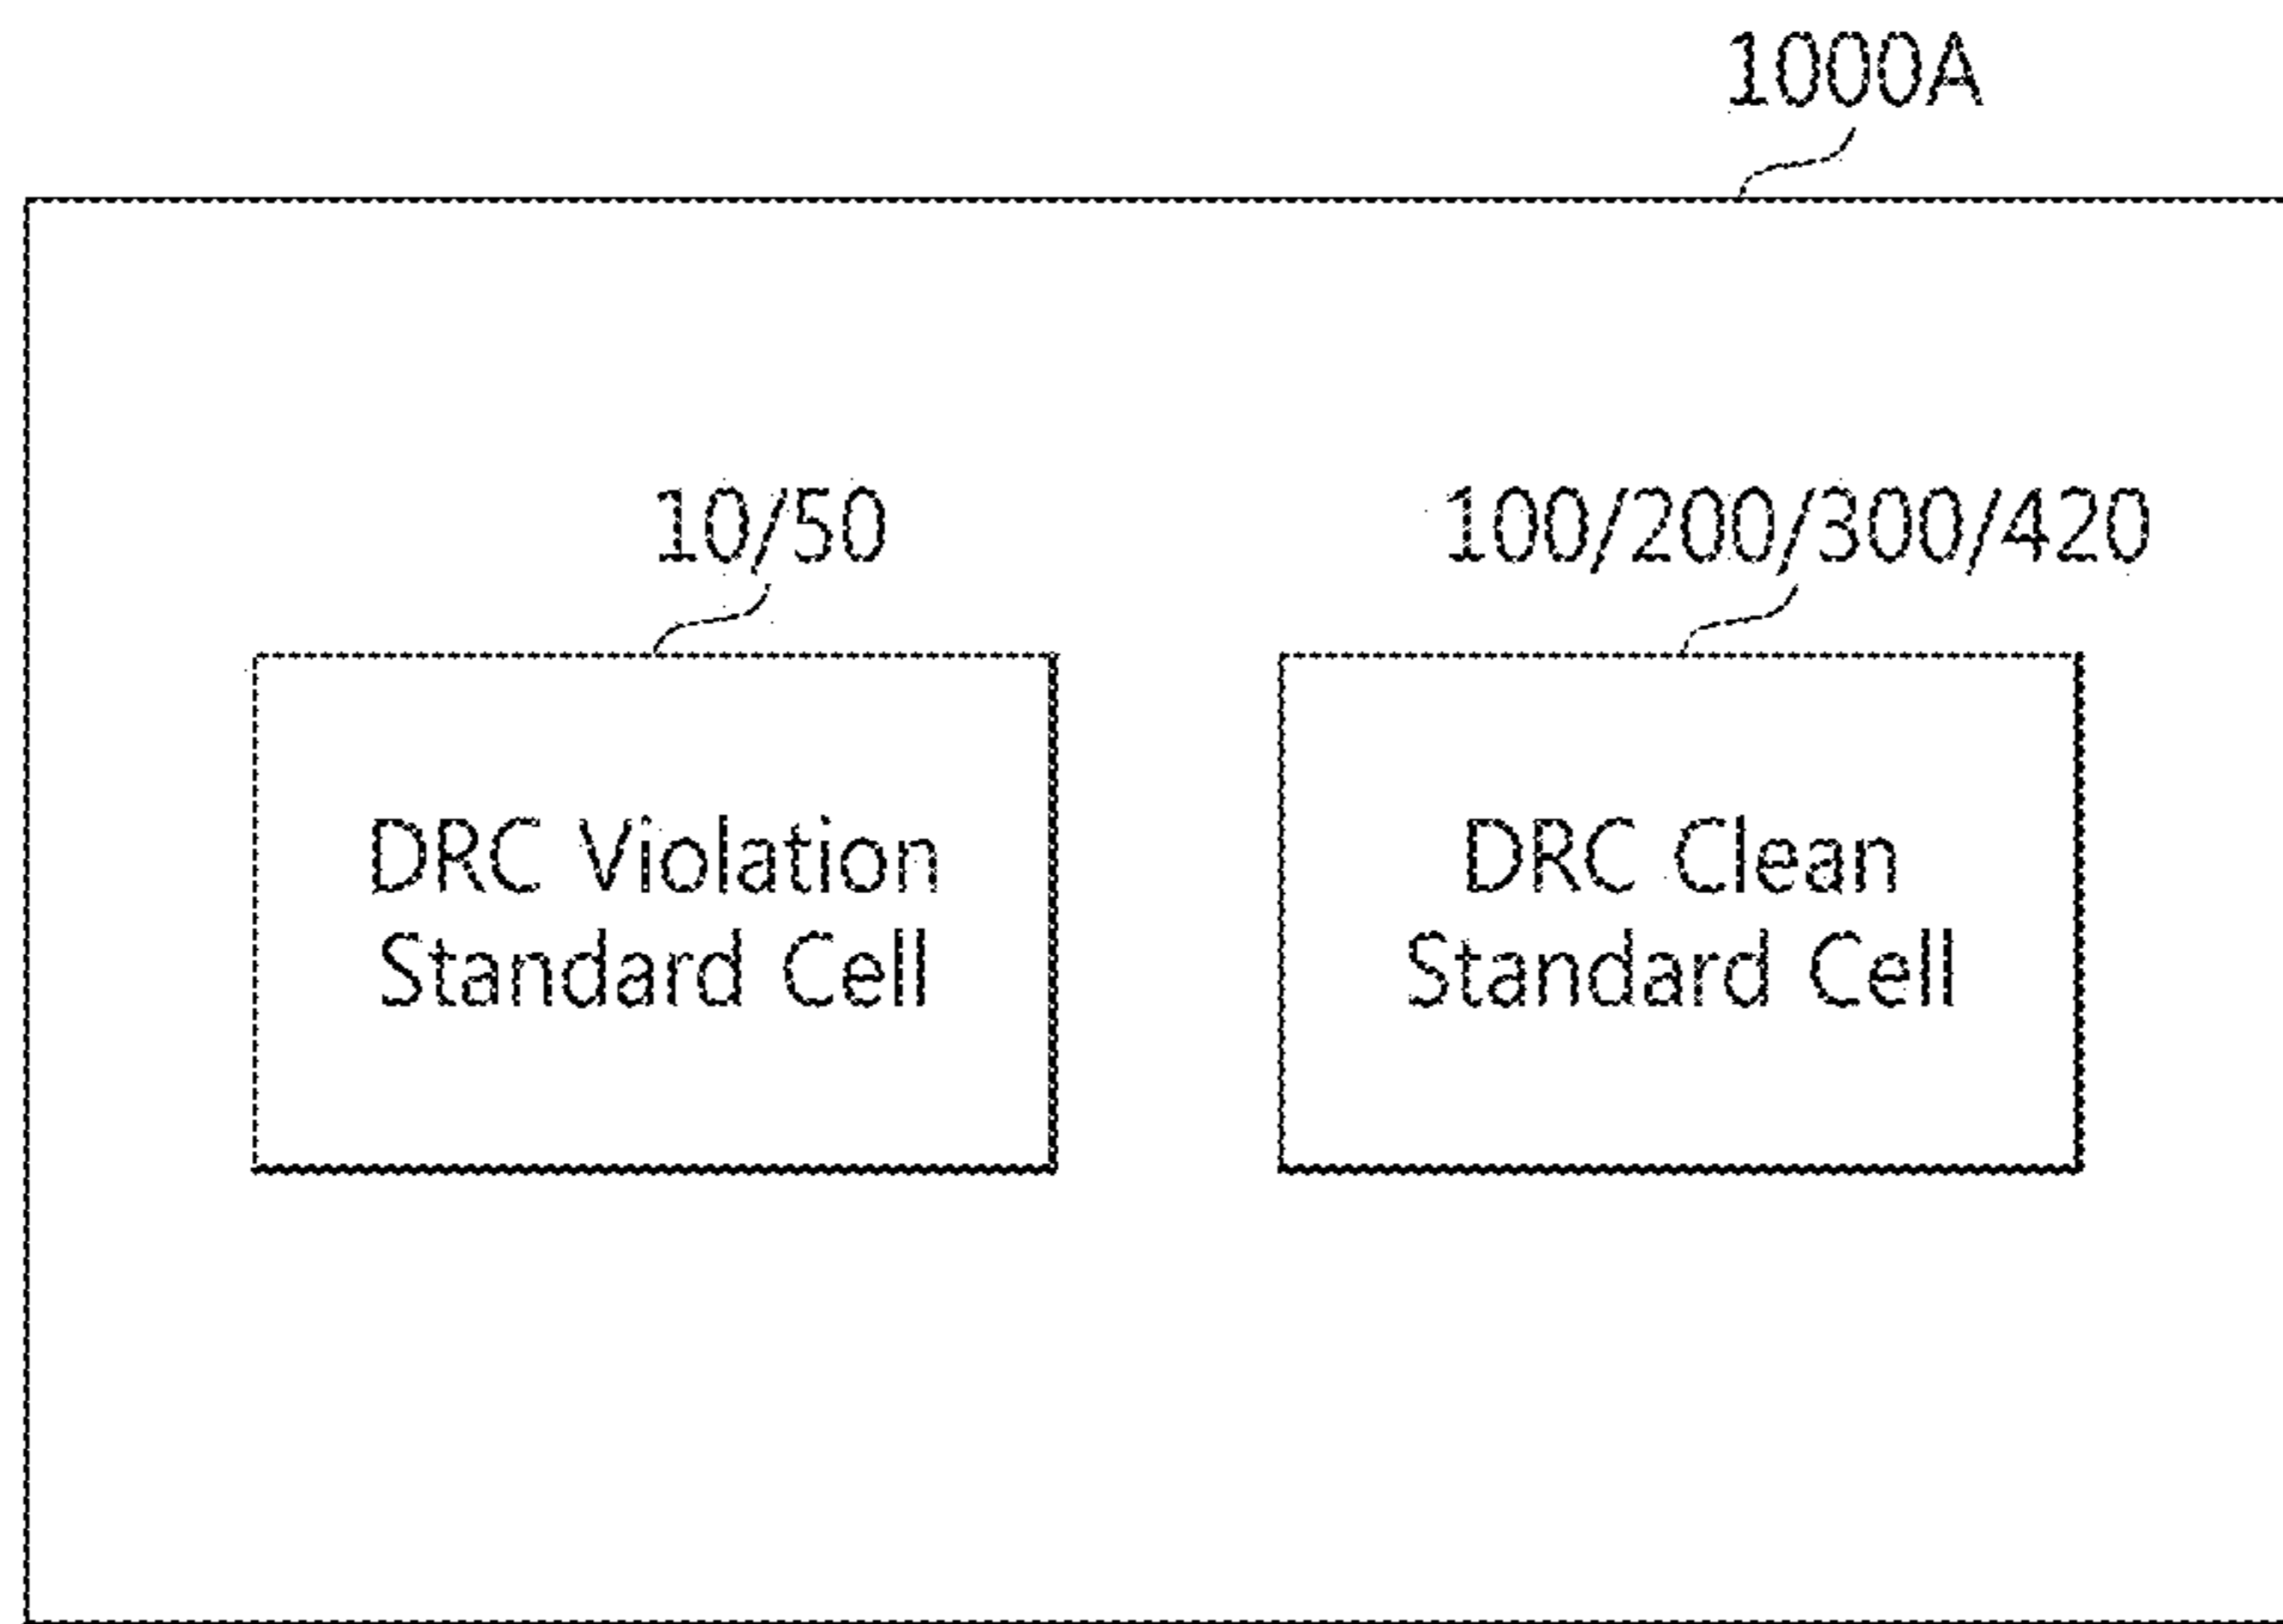 1000A
10/50
100/200/300/420
DRC Violation
Standard Cell
DRC Clean
Standard Cell